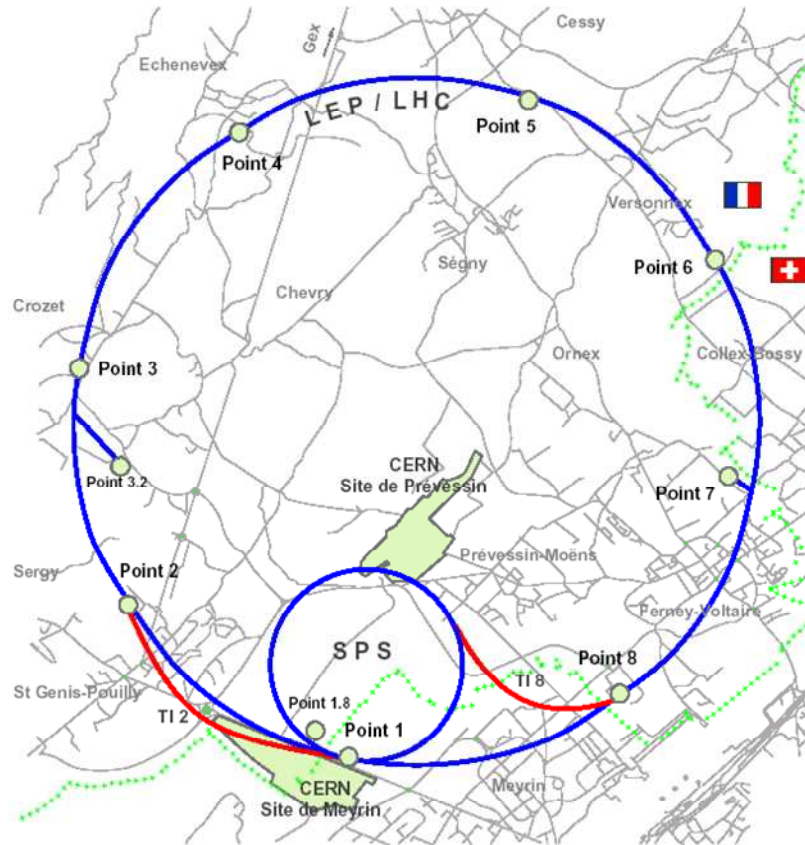 Cessy
Gex
Echenevex
LEP / LHC
Point 5
Point 4
Versonnex
Ségny
Point 6
Chevry
Crozet
Ornex
Collex-Bossy
Point 3
CERN
Site de Prévessin
Point 3.2
Point 7
Prévessin-Moëns
Sergy
Point 2
Ferney-Voltaire
SPS
Point 8
TI 8
St Genis-Pouilly
Point 1.8
TI 2
Point 1
Meyrin
CERN
Site de Meyrin